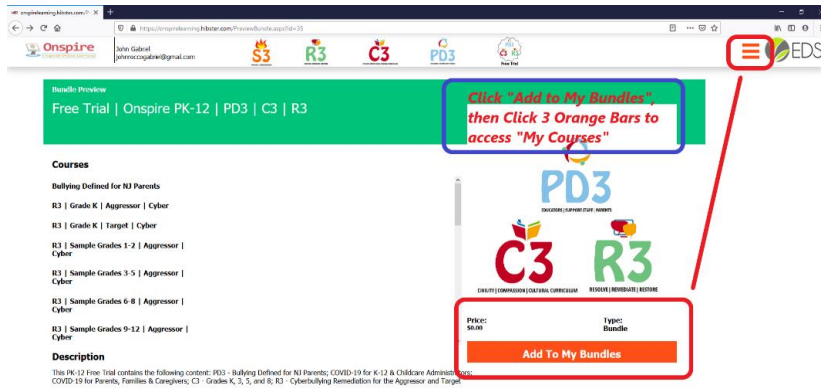 onspirelearning.hibster.com/P
https://onspirelearning.hibster.com/PreviewBundle.aspx?id=35
Onspire
John Gabriel
johnroccogabriel@gmail.com
S3
R3
C3
PD3
Free Trial
EDS
Bundle Preview
Free Trial | Onspire PK-12 | PD3 | C3 | R3
Click "Add to My Bundles",
then Click 3 Orange Bars to
access "My Courses"
Courses
Bullying Defined for NJ Parents
R3 | Grade K | Aggressor | Cyber
R3 | Grade K | Target | Cyber
R3 | Sample Grades 1-2 | Aggressor |
Cyber
R3 | Sample Grades 3-5 | Aggressor |
Cyber
R3 | Sample Grades 6-8 | Aggressor |
Cyber
R3 | Sample Grades 9-12 | Aggressor |
Cyber
PD3
EDUCATORS | SUPPORT STAFF | PARENTS
C3
CIVILITY | COMPASSION | CULTURAL CURRICULUM
R3
RESOLVE | REMEDIATE | RESTORE
Price:
$0.00
Type:
Bundle
Add To My Bundles
Description
This PK-12 Free Trial contains the following content: PD3 - Bullying Defined for NJ Parents; COVID-19 for K-12 & Childcare Administrators;
COVID-19 for Parents, Families & Caregivers; C3 - Grades K, 3, 5, and 8; R3 - Cyberbullying Remediation for the Aggressor and Target